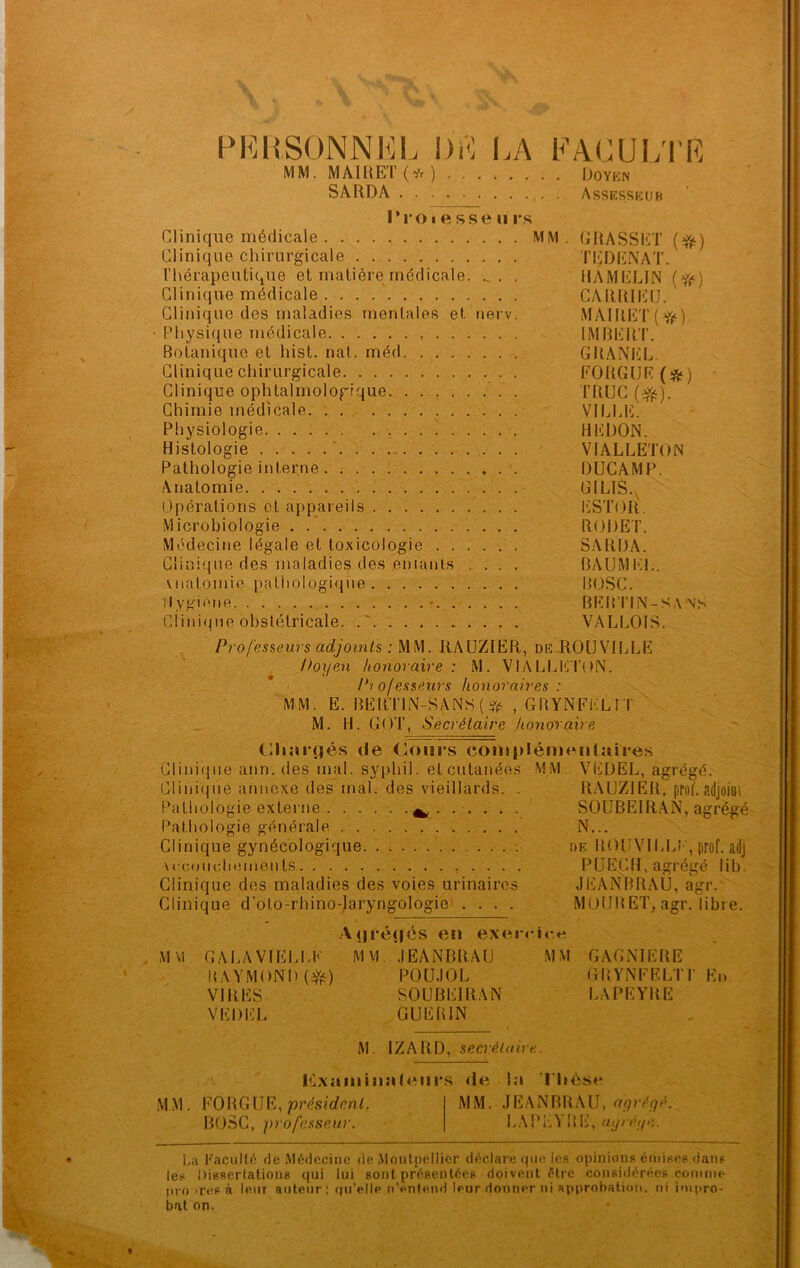 PERSONNEL DE LA FACULTE
MM. MAIRET (✻) . . . . . . . . Doyen
SARDA . . . . . . . . . . . Assesseur
Professeurs
Clinique médicale . . . . . . . . . . . . . MM. GRASSET (✻)
Clinique chirurgicale . . . . . . . . . . . TEDENAT.
Thérapeutique et matière médicale. . . . HAMELIN (✻)
Clinique médicale . . . . . . . . . . . . . CARRIEU.
Clinique des maladies mentales et nerv. MAIRET (✻)
Physique médicale. . . . . . . . . . . . IMBERT.
Botanique et hist. nat. méd. . . . . . . . GRANEL
Clinique chirurgicale. . . . . . . . . . . FORGUE (✻)
Clinique ophtalmologique. . . . . . . . . TRUC (✻).
Chimie médicale. . . . . . . . . . . . . VILLE.
Physiologie. . . . . . . . . . . . . . . HEDON.
Histologie . . . . . . . . . . . . . . . . VIALLETON
Pathologie interne . . . . . . . . . . . . DUCAMP.
Anatomie. . . . . . . . . . . . . . . . . GILIS.
Opérations et appareils . . . . . . . . . . ESTOR.
Microbiologie . . . . . . . . . . . . . . RODET.
Médecine légale et toxicologie . . . . . . SARDA.
Clinique des maladies des enfants . . . . BAUMEL.
Anatomie pathologique . . . . . . . . . . BOSC.
Hygiène. . . . . . . . . . . . . . . . . BERTIN-SANS
Clinique obstétricale. . . . . . . . . . . VALLOIS.
Professeurs adjoints : MM. RAUZIER, DE ROUVILLE
Doyen honoraire : M. VIALLETON.
Professeurs honoraires :
MM. E. BERTIN-SANS (✻ , GRYNFELTT
M. H. GOT, Secrétaire honoraire
Chargés de Cours complémentaires
Clinique ann. des mal. syphil. et cutanées MM. VEDEL, agrégé.
Clinique annexe des mal. des vieillards. . RAUZIER, prof. adjoint
Pathologie externe . . . . . . . . . . . . SOUBEIRAN, agrégé
Pathologie générale . . . . . . . . . . . N...
Clinique gynécologique. . . . . . . . . . DE ROUVILLE, prof. adj
Accouchements. . . . . . . . . . . . . . PUECH, agrégé lib.
Clinique des maladies des voies urinaires JEANBRAU, agr.
Clinique d'oto-rhino-laryngologie . . . . MOURET, agr. libre.
Agrégés en exercice
MM GALAVIELLE MM. JEANBRAU MM GAGNIERE
RAYMOND (✻) POUJOL GRYNFELTT Ed.
VIRES SOUBEIRAN LAPEYRE
VEDEL GUERIN
M. IZARD, secrétaire.
Examinateurs de la Thèse
MM. FORGUE, président. MM. JEANBRAU, agrégé.
BOSC, professeur. LAPEYRE, agrégé.
La Faculté de Médecine de Montpellier déclare que les opinions émises dans
les Dissertations qui lui sont présentées doivent être considérées comme
pro res à leur auteur ; qu'elle n'entend leur donner ni approbation, ni impro-
bat on.